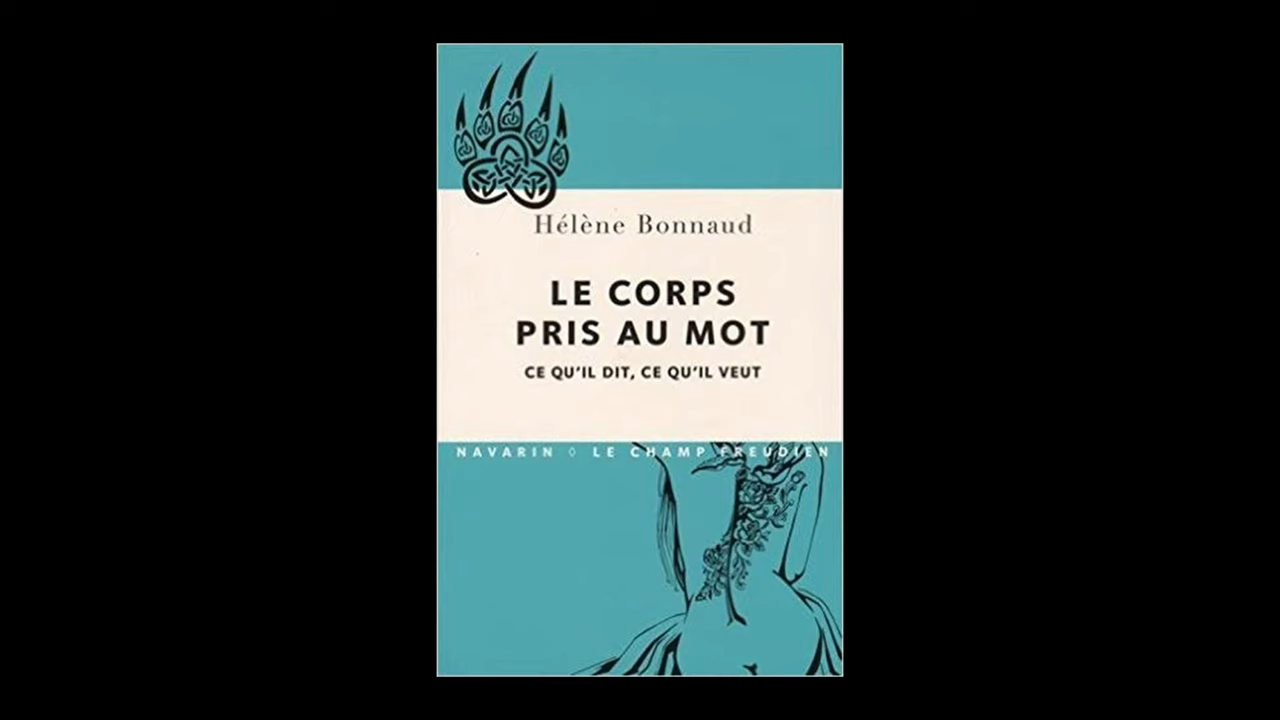 Hélène Bonnaud
LE CORPS
PRIS AU MOT
CE QU'IL DIT, CE QU'IL VEUT
NAVARIN ◊ LE CHAMP FREUDIEN